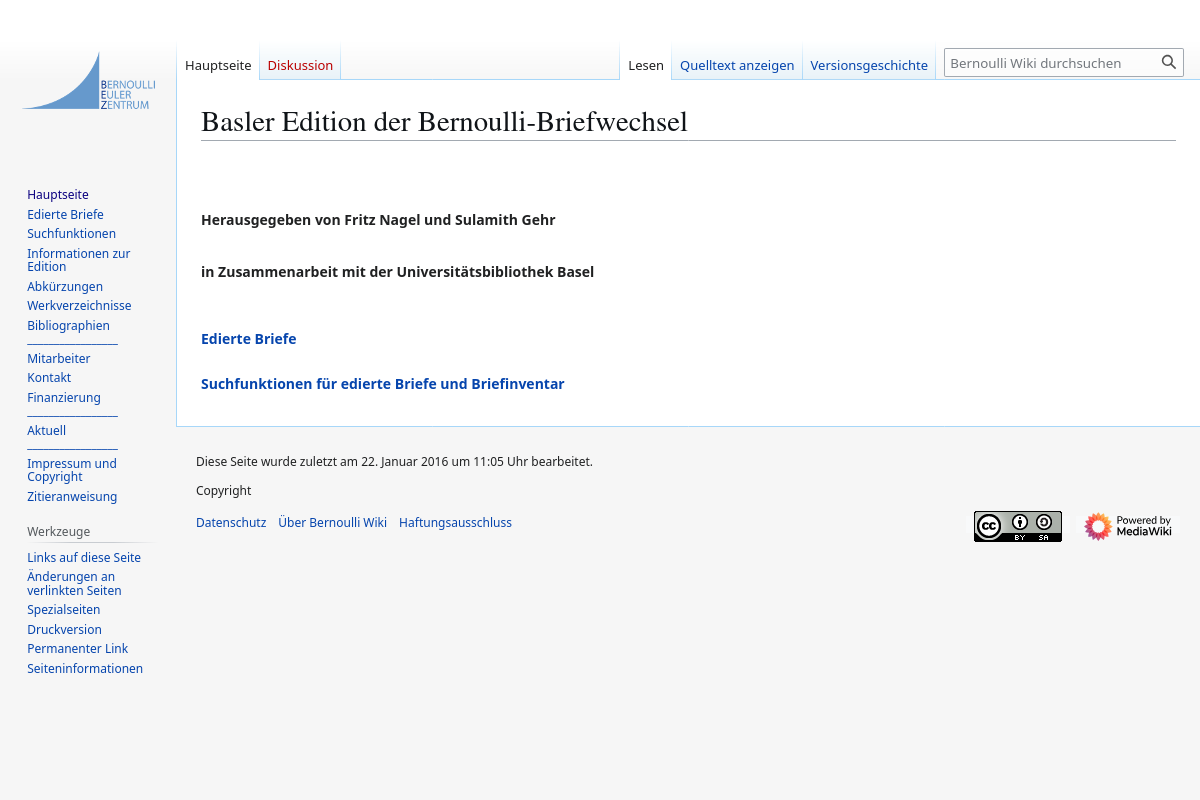 BERNOULLI
EULER
ZENTRUM
Hauptseite
Diskussion
Lesen
Quelltext anzeigen
Versionsgeschichte
Bernoulli Wiki durchsuchen
Basler Edition der Bernoulli-Briefwechsel
Herausgegeben von Fritz Nagel und Sulamith Gehr
in Zusammenarbeit mit der Universitätsbibliothek Basel
Edierte Briefe
Suchfunktionen für edierte Briefe und Briefinventar
Hauptseite
Edierte Briefe
Suchfunktionen
Informationen zur
Edition
Abkürzungen
Werkverzeichnisse
Bibliographien
Mitarbeiter
Kontakt
Finanzierung
Aktuell
Impressum und
Copyright
Zitieranweisung
Werkzeuge
Links auf diese Seite
Änderungen an
verlinkten Seiten
Spezialseiten
Druckversion
Permanenter Link
Seiteninformationen
Diese Seite wurde zuletzt am 22. Januar 2016 um 11:05 Uhr bearbeitet.
Copyright
Datenschutz
Über Bernoulli Wiki
Haftungsausschluss
cc
BY SA
Powered by
MediaWiki